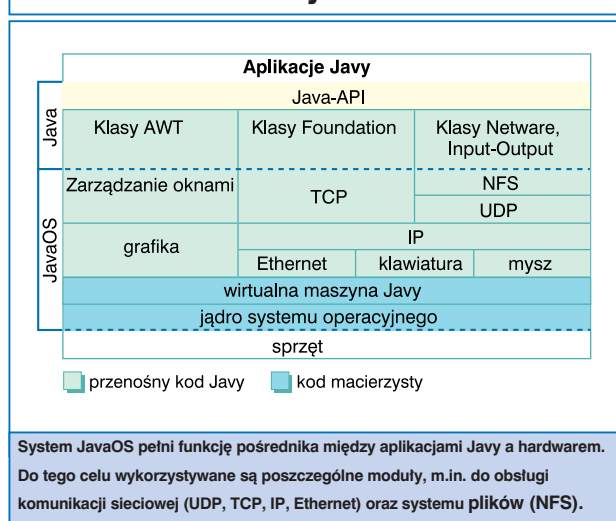 Aplikacje Javy
Java-API
Java
Klasy AWT
Klasy Foundation
Klasy Netware,
Input-Output
JavaOS
Zarządzanie oknami
TCP
NFS
UDP
grafika
IP
Ethernet
klawiatura
mysz
wirtualna maszyna Javy
jądro systemu operacyjnego
sprzęt
przenośny kod Javy
kod macierzysty
System JavaOS pełni funkcję pośrednika między aplikacjami Javy a hardwarem.
Do tego celu wykorzystywane są poszczególne moduły, m.in. do obsługi
komunikacji sieciowej (UDP, TCP, IP, Ethernet) oraz systemu plików (NFS).